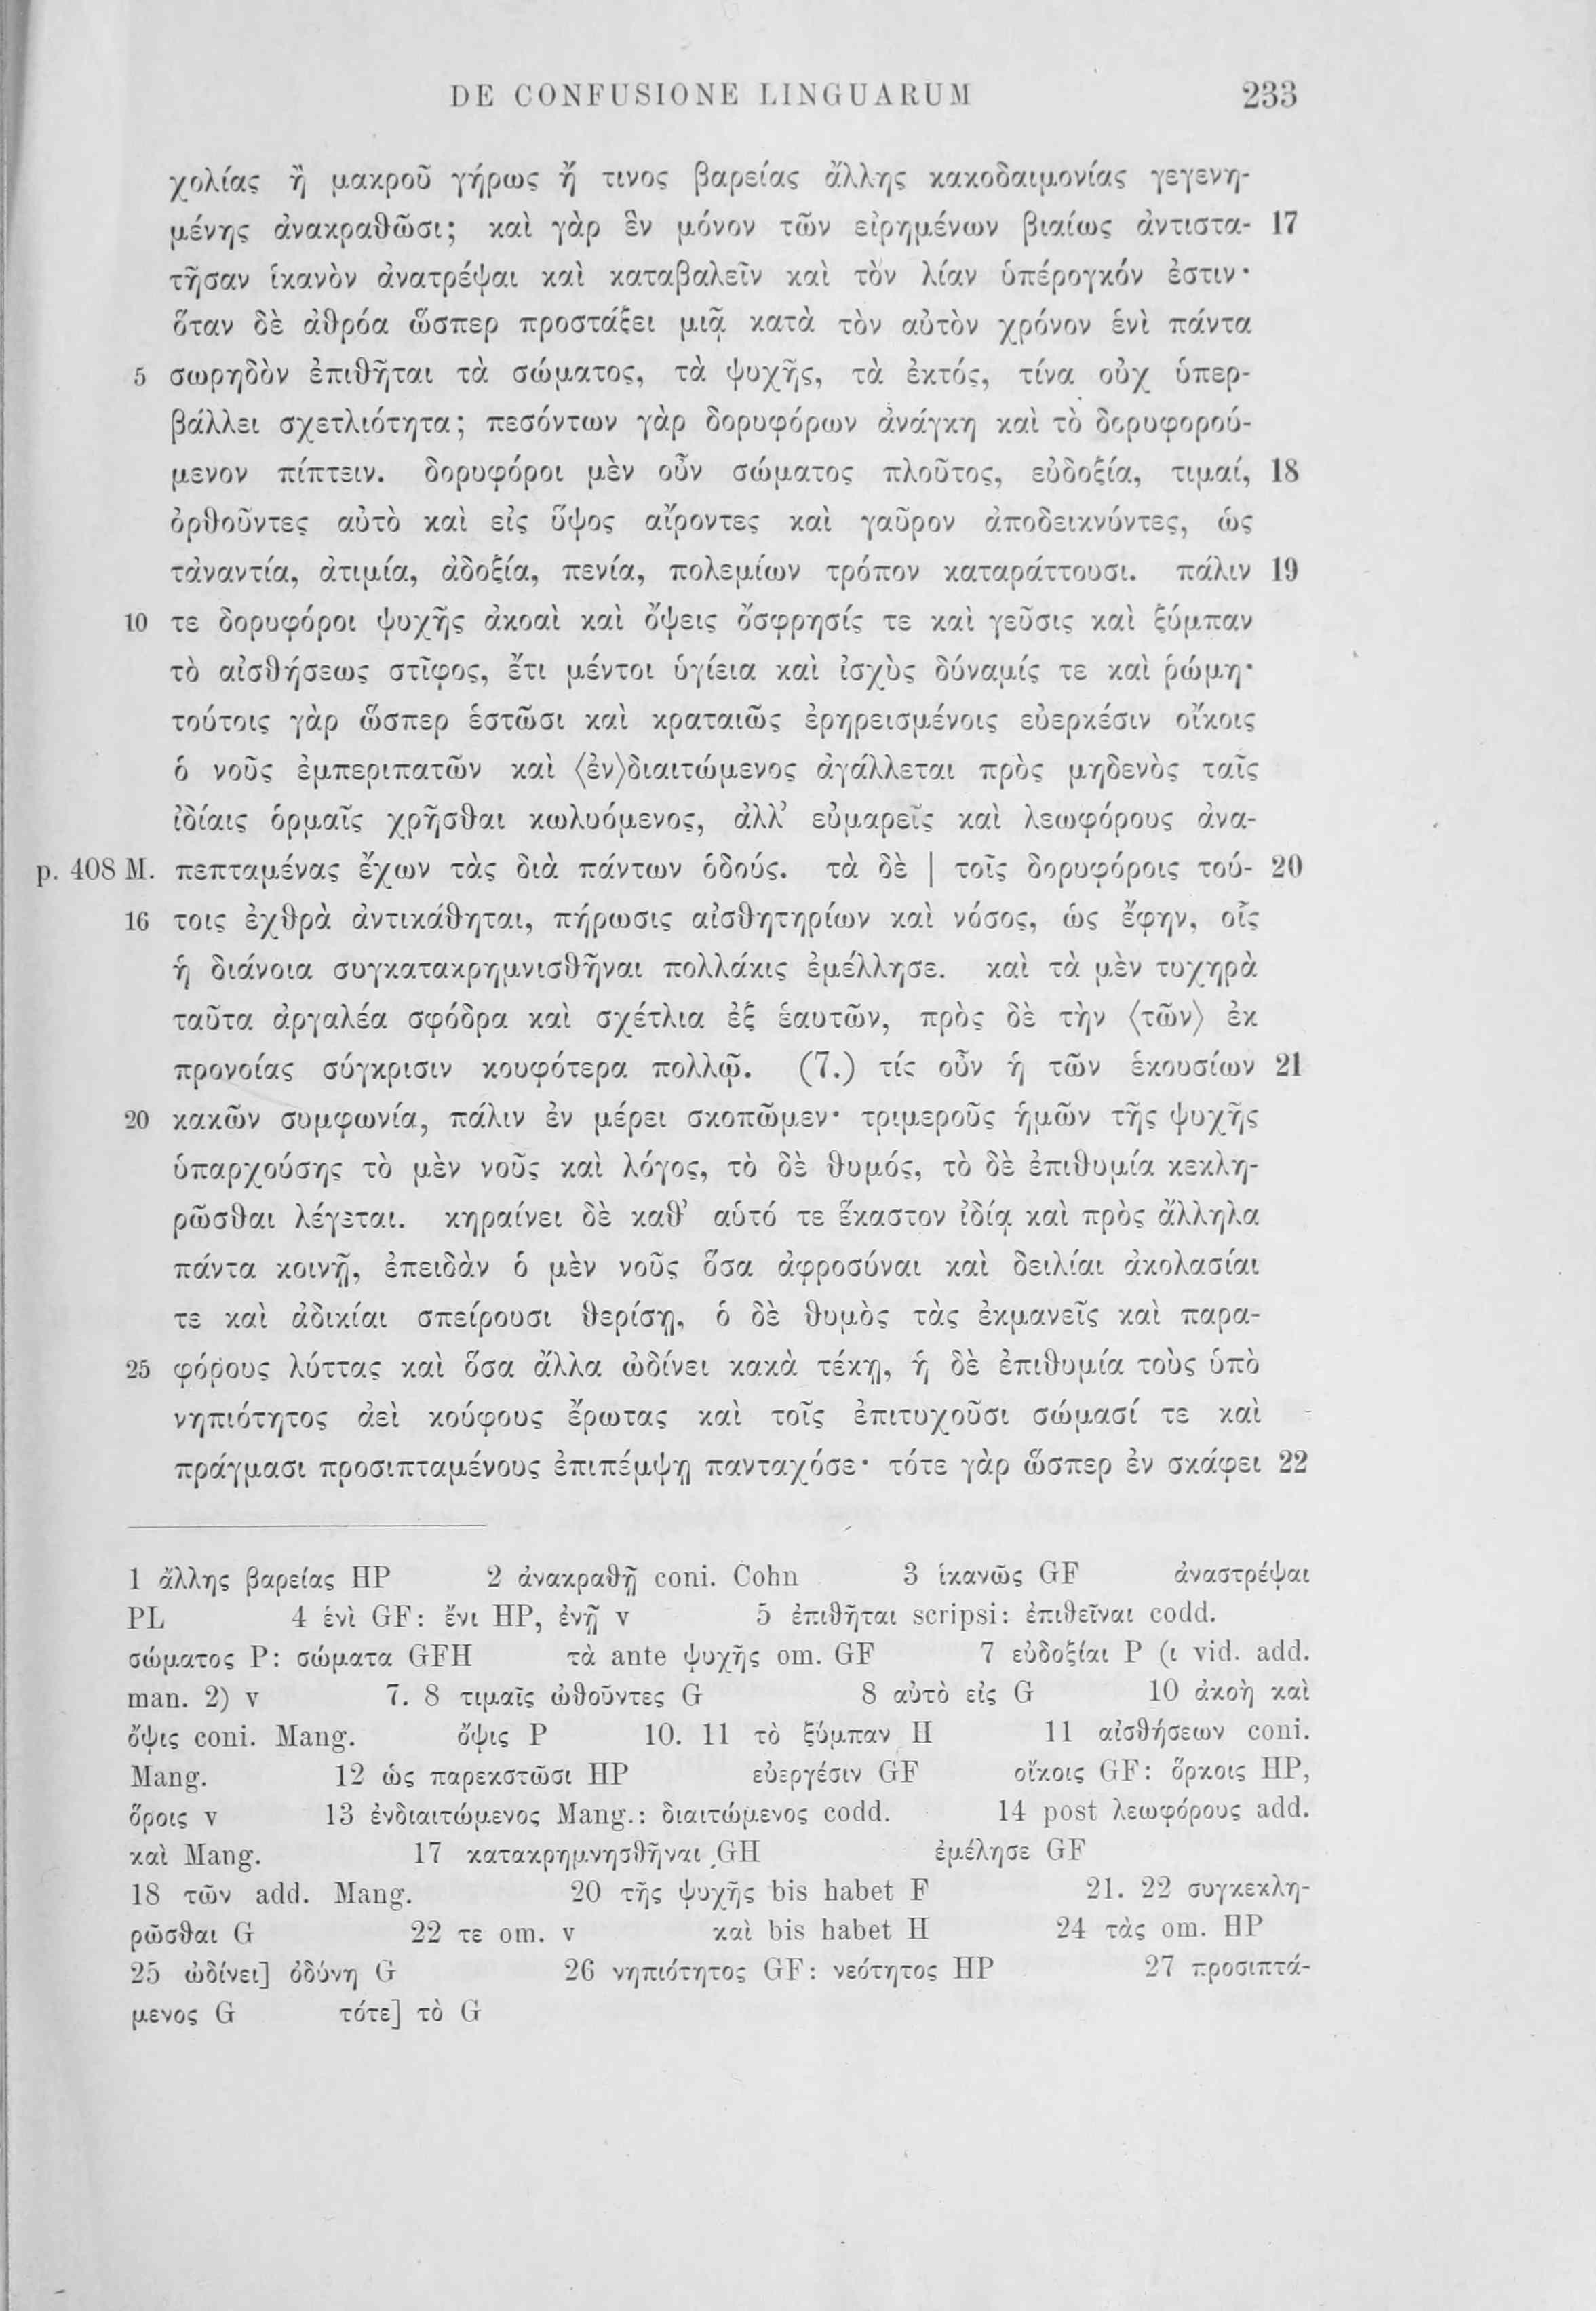 DE CONFUSIONE LINGUARUM 233
χολίας ἢ μακροῦ γήρως ἤ τινος βαρείας ἄλλης κακοδαιμονίας γεγενη-
μένης ἀνακραθῶσι; καὶ γὰρ ἓν μόνον τῶν εἰρημένων βιαίως ἀντιστα- 17
τῆσαν ἱκανὸν ἀνατρέψαι καὶ καταβαλεῖν καὶ τὸν λίαν ὑπέρογκόν ἐστιν·
ὅταν δὲ ἀθρόα ὥσπερ προστάξει μιᾷ κατὰ τὸν αὐτὸν χρόνον ἑνὶ πάντα
5 σωρηδὸν ἐπιθῆται τὰ σώματος, τὰ ψυχῆς, τὰ ἐκτός, τίνα οὐχ ὑπερ-
βάλλει σχετλιότητα; πεσόντων γὰρ δορυφόρων ἀνάγκη καὶ τὸ δορυφορού-
μενον πίπτειν. δορυφόροι μὲν οὖν σώματος πλοῦτος, εὐδοξία, τιμαί, 18
ὀρθοῦντες αὐτὸ καὶ εἰς ὕψος αἴροντες καὶ γαῦρον ἀποδεικνύντες, ὡς
τἀναντία, ἀτιμία, ἀδοξία, πενία, πολεμίων τρόπον καταράττουσι. πάλιν 19
10 τε δορυφόροι ψυχῆς ἀκοαὶ καὶ ὄψεις ὄσφρησίς τε καὶ γεῦσις καὶ ξύμπαν
τὸ αἰσθήσεως στῖφος, ἔτι μέντοι ὑγίεια καὶ ἰσχὺς δύναμίς τε καὶ ῥώμη·
τούτοις γὰρ ὥσπερ ἑστῶσι καὶ κραταιῶς ἐρηρεισμένοις εὐερκέσιν οἴκοις
ὁ νοῦς ἐμπεριπατῶν καὶ ⟨ἐν⟩διαιτώμενος ἀγάλλεται πρὸς μηδενὸς ταῖς
ἰδίαις ὁρμαῖς χρῆσθαι κωλυόμενος, ἀλλ’ εὐμαρεῖς καὶ λεωφόρους ἀνα-
p. 408 M. πεπταμένας ἔχων τὰς διὰ πάντων ὁδούς. τὰ δὲ | τοῖς δορυφόροις τού- 20
16 τοις ἐχθρὰ ἀντικάθηται, πήρωσις αἰσθητηρίων καὶ νόσος, ὡς ἔφην, οἷς
ἡ διάνοια συγκατακρημνισθῆναι πολλάκις ἐμέλλησε. καὶ τὰ μὲν τυχηρὰ
ταῦτα ἀργαλέα σφόδρα καὶ σχέτλια ἐξ ἑαυτῶν, πρὸς δὲ τὴν ⟨τῶν⟩ ἐκ
προνοίας σύγκρισιν κουφότερα πολλῷ. (7.) τίς οὖν ἡ τῶν ἑκουσίων 21
20 κακῶν συμφωνία, πάλιν ἐν μέρει σκοπῶμεν· τριμεροῦς ἡμῶν τῆς ψυχῆς
ὑπαρχούσης τὸ μὲν νοῦς καὶ λόγος, τὸ δὲ θυμός, τὸ δὲ ἐπιθυμία κεκλη-
ρῶσθαι λέγεται. κηραίνει δὲ καθ’ αὑτό τε ἕκαστον ἰδίᾳ καὶ πρὸς ἄλληλα
πάντα κοινῇ, ἐπειδὰν ὁ μὲν νοῦς ὅσα ἀφροσύναι καὶ δειλίαι ἀκολασίαι
τε καὶ ἀδικίαι σπείρουσι θερίσῃ, ὁ δὲ θυμὸς τὰς ἐκμανεῖς καὶ παρα-
25 φόρους λύττας καὶ ὅσα ἄλλα ὠδίνει κακὰ τέκῃ, ἡ δὲ ἐπιθυμία τοὺς ὑπὸ
νηπιότητος ἀεὶ κούφους ἔρωτας καὶ τοῖς ἐπιτυχοῦσι σώμασί τε καὶ
πράγμασι προσιπταμένους ἐπιπέμψῃ πανταχόσε· τότε γὰρ ὥσπερ ἐν σκάφει 22
1 ἄλλης βαρείας HP 2 ἀνακραθῇ coni. Cohn 3 ἱκανῶς GF ἀναστρέψαι
PL 4 ἑνὶ GF: ἔνι HP, ἐνῇ v 5 ἐπιθῆται scripsi: ἐπιθεῖναι codd.
σώματος P: σώματα GFH τὰ ante ψυχῆς om. GF 7 εὐδοξίαι P (ι vid. add.
man. 2) v 7. 8 τιμαῖς ὠθοῦντες G 8 αὐτὸ εἰς G 10 ἀκοὴ καὶ
ὄψις coni. Mang. ὄψις P 10. 11 τὸ ξύμπαν H 11 αἰσθήσεων coni.
Mang. 12 ὡς παρεκστῶσι HP εὐεργέσιν GF οἴκοις GF: ὅρκοις HP,
ὅροις v 13 ἐνδιαιτώμενος Mang.: διαιτώμενος codd. 14 post λεωφόρους add.
καὶ Mang. 17 κατακρημνησθῆναι GH ἐμέλησε GF
18 τῶν add. Mang. 20 τῆς ψυχῆς bis habet F 21. 22 συγκεκλη-
ρῶσθαι G 22 τε om. v καὶ bis habet H 24 τὰς om. HP
25 ὠδίνει] ὀδύνη G 26 νηπιότητος GF: νεότητος HP 27 προσιπτά-
μενος G τότε] τὸ G